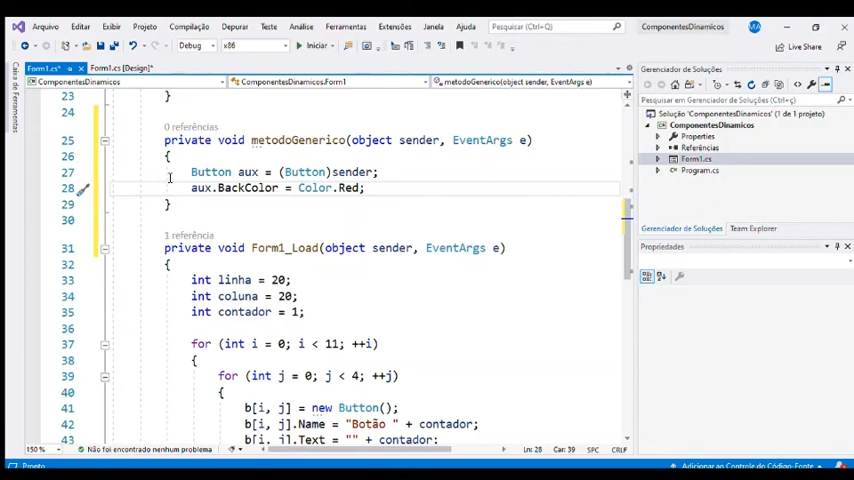 Arquivo Editar Exibir Projeto Compilar Depurar Teste Análise Ferramentas Extensões Janela Ajuda Pesquisar (Ctrl+Q) ComponentesDinamicos MA
Debug x86 Iniciar Live Share
Form1.cs* Form1.cs [Design]*
ComponentesDinamicos ComponentesDinamicos.Form1 metodoGenerico(object sender, EventArgs e)
Caixa de Ferramentas
23 }
24
0 referências
25 private void metodoGenerico(object sender, EventArgs e)
26 {
27 Button aux = (Button)sender;
28 aux.BackColor = Color.Red;
29 }
30
1 referência
31 private void Form1_Load(object sender, EventArgs e)
32 {
33 int linha = 20;
34 int coluna = 20;
35 int contador = 1;
36
37 for (int i = 0; i < 11; ++i)
38 {
39 for (int j = 0; j < 4; ++j)
40 {
41 b[i, j] = new Button();
42 b[i, j].Name = "Botão " + contador;
43 b[i, j].Text = "" + contador;
150 % Não foi encontrado nenhum problema Ln: 28 Car: 39 SPC CRLF
Gerenciador de Soluções
Pesquisar em Gerenciador de Soluções (Ctrl+ç)
Solução "ComponentesDinamicos" (1 de 1 projeto)
ComponentesDinamicos
Properties
Referências
Form1.cs
Program.cs
Gerenciador de Soluções Team Explorer
Propriedades
Pronto Adicionar ao Controle do Código-Fonte